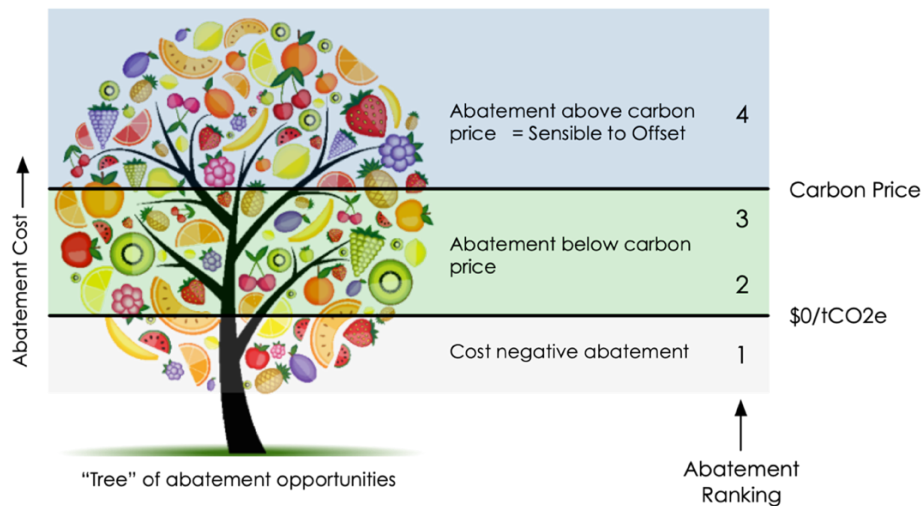 Abatement above carbon
price = Sensible to Offset
4
Carbon Price
Abatement Cost
3
Abatement below carbon
price
2
$0/tCO2e
Cost negative abatement
1
"Tree" of abatement opportunities
Abatement
Ranking